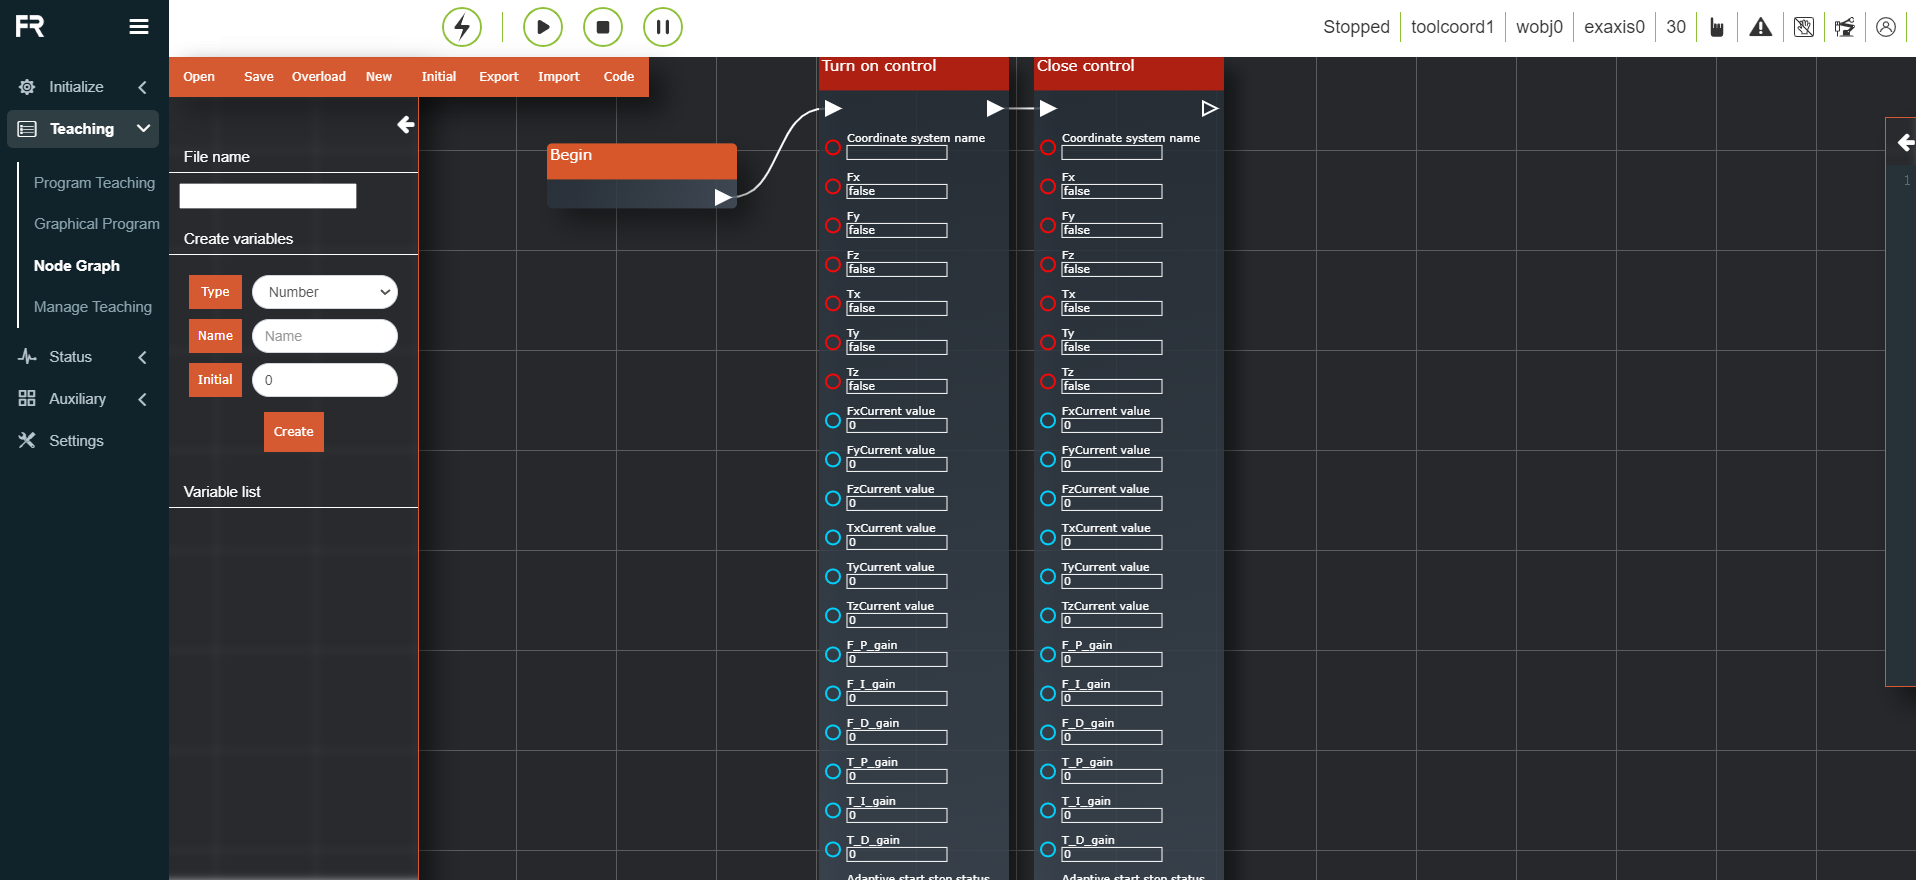 FR
Stopped
toolcoord1
wobj0
exaxis0
30
Initialize
Teaching
Program Teaching
Graphical Program
Node Graph
Manage Teaching
Status
Auxiliary
Settings
Open
Save
Overload
New
Initial
Export
Import
Code
File name
Create variables
Type
Number
Name
Name
Initial
0
Create
Variable list
Begin
Turn on control
Coordinate system name
Fx
false
Fy
false
Fz
false
Tx
false
Ty
false
Tz
false
FxCurrent value
0
FyCurrent value
0
FzCurrent value
0
TxCurrent value
0
TyCurrent value
0
TzCurrent value
0
F_P_gain
0
F_I_gain
0
F_D_gain
0
T_P_gain
0
T_I_gain
0
T_D_gain
0
Adaptive start stop status
Close control
Coordinate system name
Fx
false
Fy
false
Fz
false
Tx
false
Ty
false
Tz
false
FxCurrent value
0
FyCurrent value
0
FzCurrent value
0
TxCurrent value
0
TyCurrent value
0
TzCurrent value
0
F_P_gain
0
F_I_gain
0
F_D_gain
0
T_P_gain
0
T_I_gain
0
T_D_gain
0
Adaptive start stop status
1